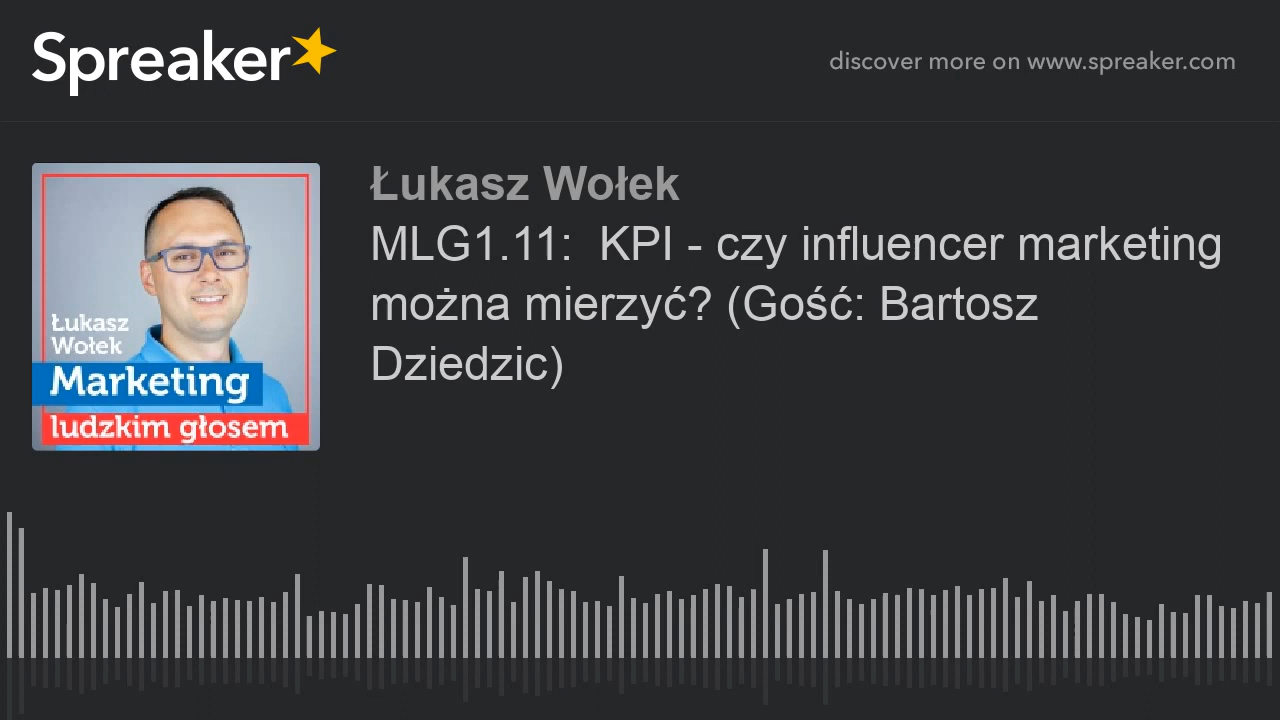 Spreaker
discover more on www.spreaker.com
Łukasz Wołek
MLG1.11:  KPI - czy influencer marketing
można mierzyć? (Gość: Bartosz
Dziedzic)
Łukasz
Wołek
Marketing
ludzkim głosem